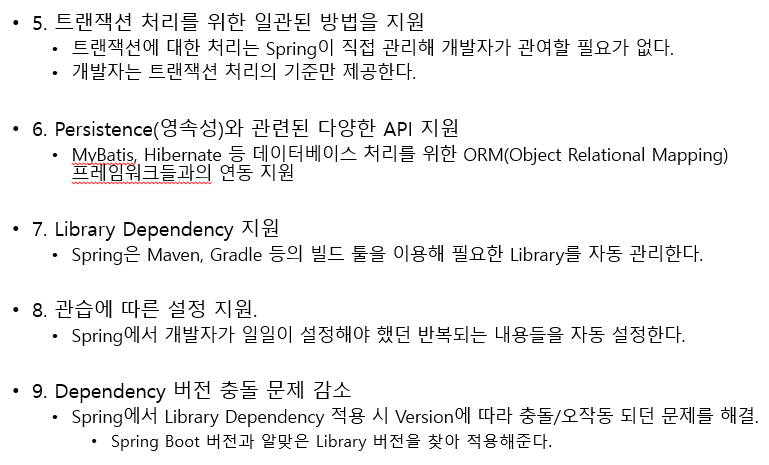 • 5. 트랜잭션 처리를 위한 일관된 방법을 지원
• 트랜잭션에 대한 처리는 Spring이 직접 관리해 개발자가 관여할 필요가 없다.
• 개발자는 트랜잭션 처리의 기준만 제공한다.
• 6. Persistence(영속성)와 관련된 다양한 API 지원
• MyBatis, Hibernate 등 데이터베이스 처리를 위한 ORM(Object Relational Mapping)
프레임워크들과의 연동 지원
• 7. Library Dependency 지원
• Spring은 Maven, Gradle 등의 빌드 툴을 이용해 필요한 Library를 자동 관리한다.
• 8. 관습에 따른 설정 지원.
• Spring에서 개발자가 일일이 설정해야 했던 반복되는 내용들을 자동 설정한다.
• 9. Dependency 버전 충돌 문제 감소
• Spring에서 Library Dependency 적용 시 Version에 따라 충돌/오작동 되던 문제를 해결.
• Spring Boot 버전과 알맞은 Library 버전을 찾아 적용해준다.